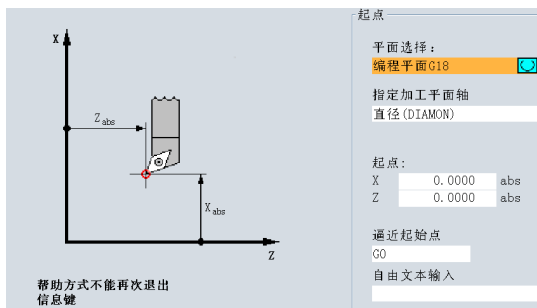 起点
X
平面选择：
编程平面G18
指定加工平面轴
Z abs
直径(DIAMON)
起点：
X 0.0000 abs
Z 0.0000 abs
X abs
逼近起始点
Z
G0
帮助方式不能再次退出
信息键
自由文本输入